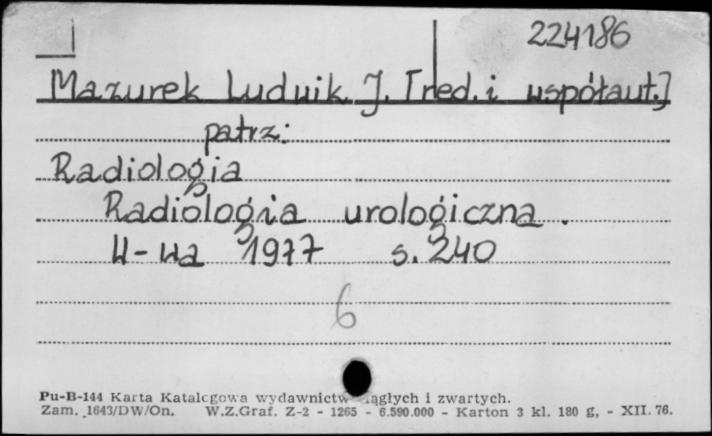 224186
Mazurek Ludwik J. [red. i współaut.]
patrz:
Radiologia
Radiologia urologiczna.
W-wa 1977 s. 240
6
Pu-B-144 Karta Katalogowa wydawnictw ciągłych i zwartych.
Zam. 1643/DW/On. W.Z.Graf. Z-2 - 1265 - 6.590.000 - Karton 3 kl. 180 g, - XII. 76.